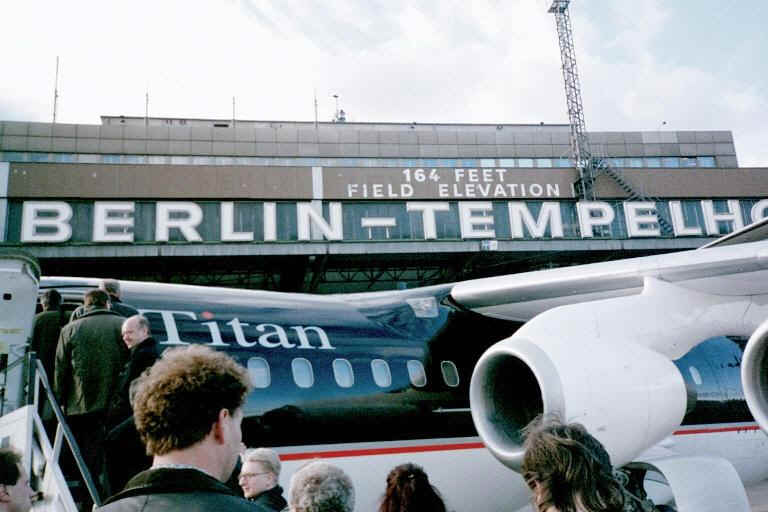 164 FEET
FIELD ELEVATION
BERLIN-TEMPELHO
Titan